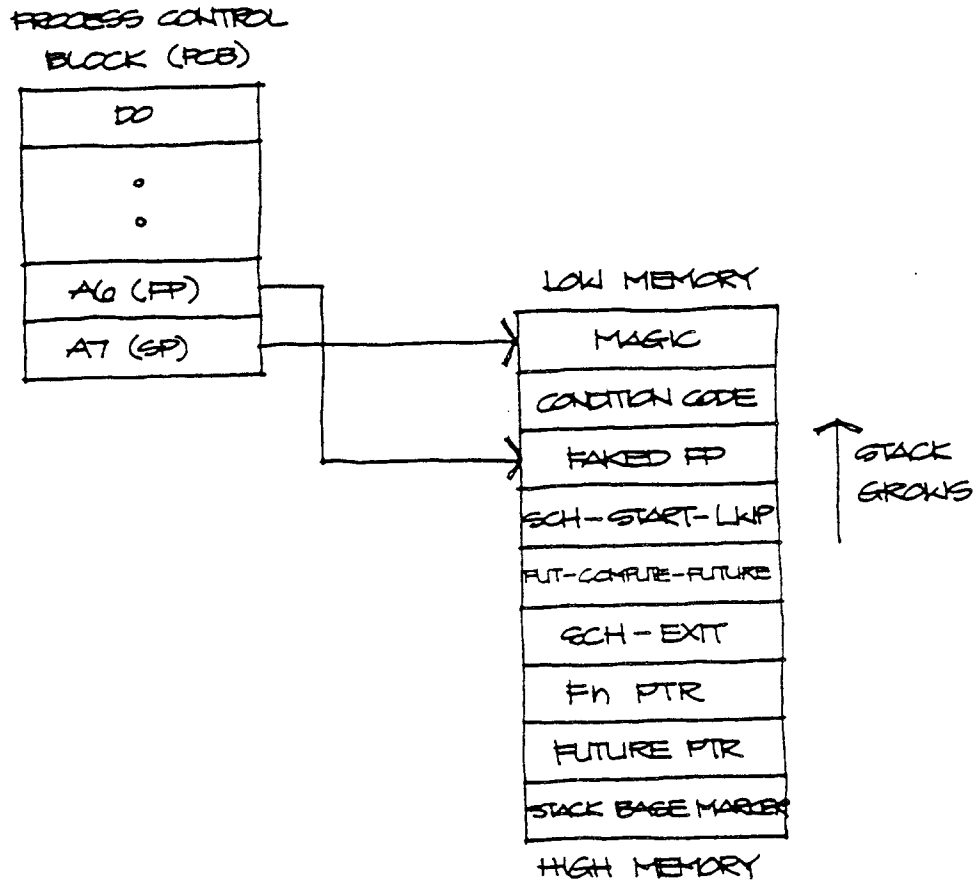 PROCESS CONTROL
BLOCK (PCB)
D0
A6 (FP)
A7 (SP)
LOW MEMORY
MAGIC
CONDITION CODE
FAKED FP
SCH-START-LWP
FUT-COMPUTE-FUTURE
SCH-EXIT
Fn PTR
FUTURE PTR
STACK BASE MARKER
HIGH MEMORY
STACK
GROWS